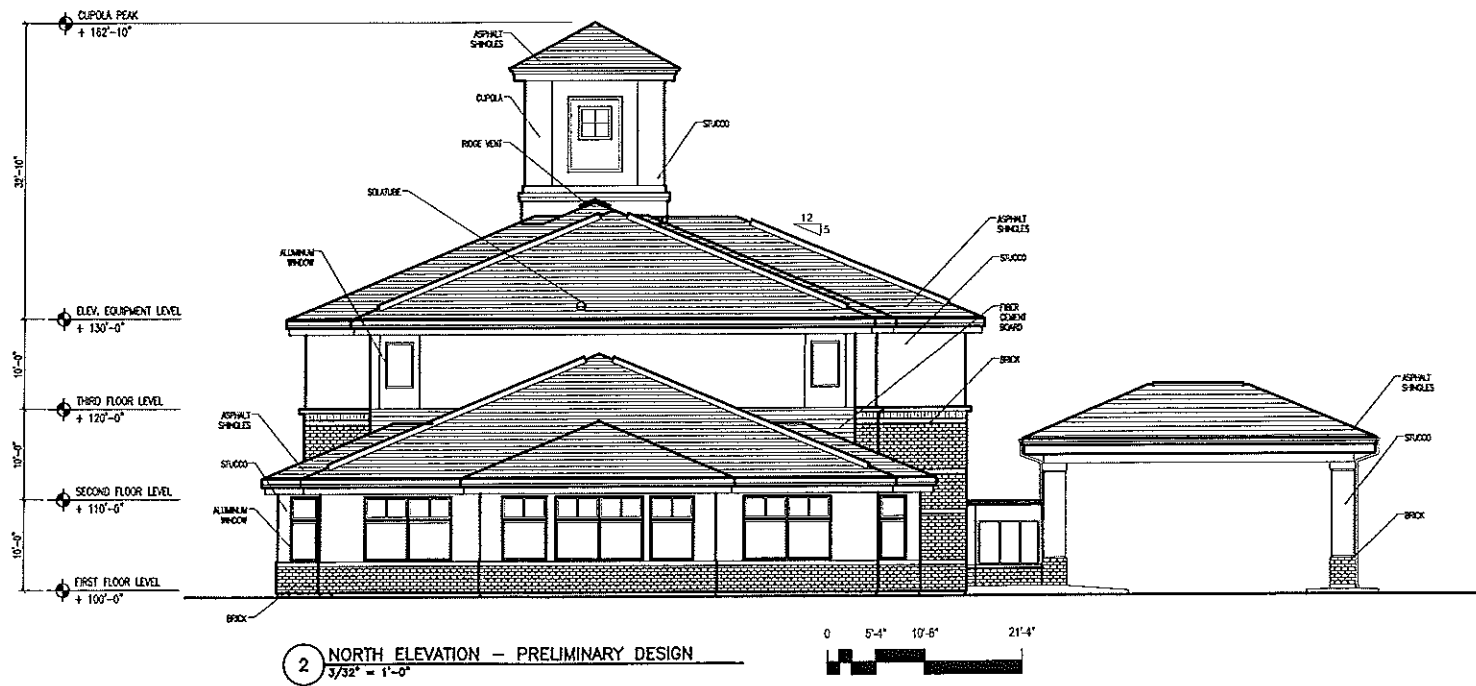 CUPOLA PEAK
+ 162'-10"
ASPHALT
SHINGLES
CUPOLA
STUCCO
RIDGE VENT
32'-10"
SOLATUBE
12
5
ASPHALT
SHINGLES
ALUMINUM
WINDOW
STUCCO
ELEV. EQUIPMENT LEVEL
+ 130'-0"
FIBER
CEMENT
BOARD
10'-0"
BRICK
ASPHALT
SHINGLES
THIRD FLOOR LEVEL
+ 120'-0"
ASPHALT
SHINGLES
STUCCO
10'-0"
STUCCO
SECOND FLOOR LEVEL
+ 110'-0"
ALUMINUM
WINDOW
BRICK
10'-0"
FIRST FLOOR LEVEL
+ 100'-0"
BRICK
2
NORTH ELEVATION - PRELIMINARY DESIGN
3/32" = 1'-0"
0 5'-4" 10'-8" 21'-4"